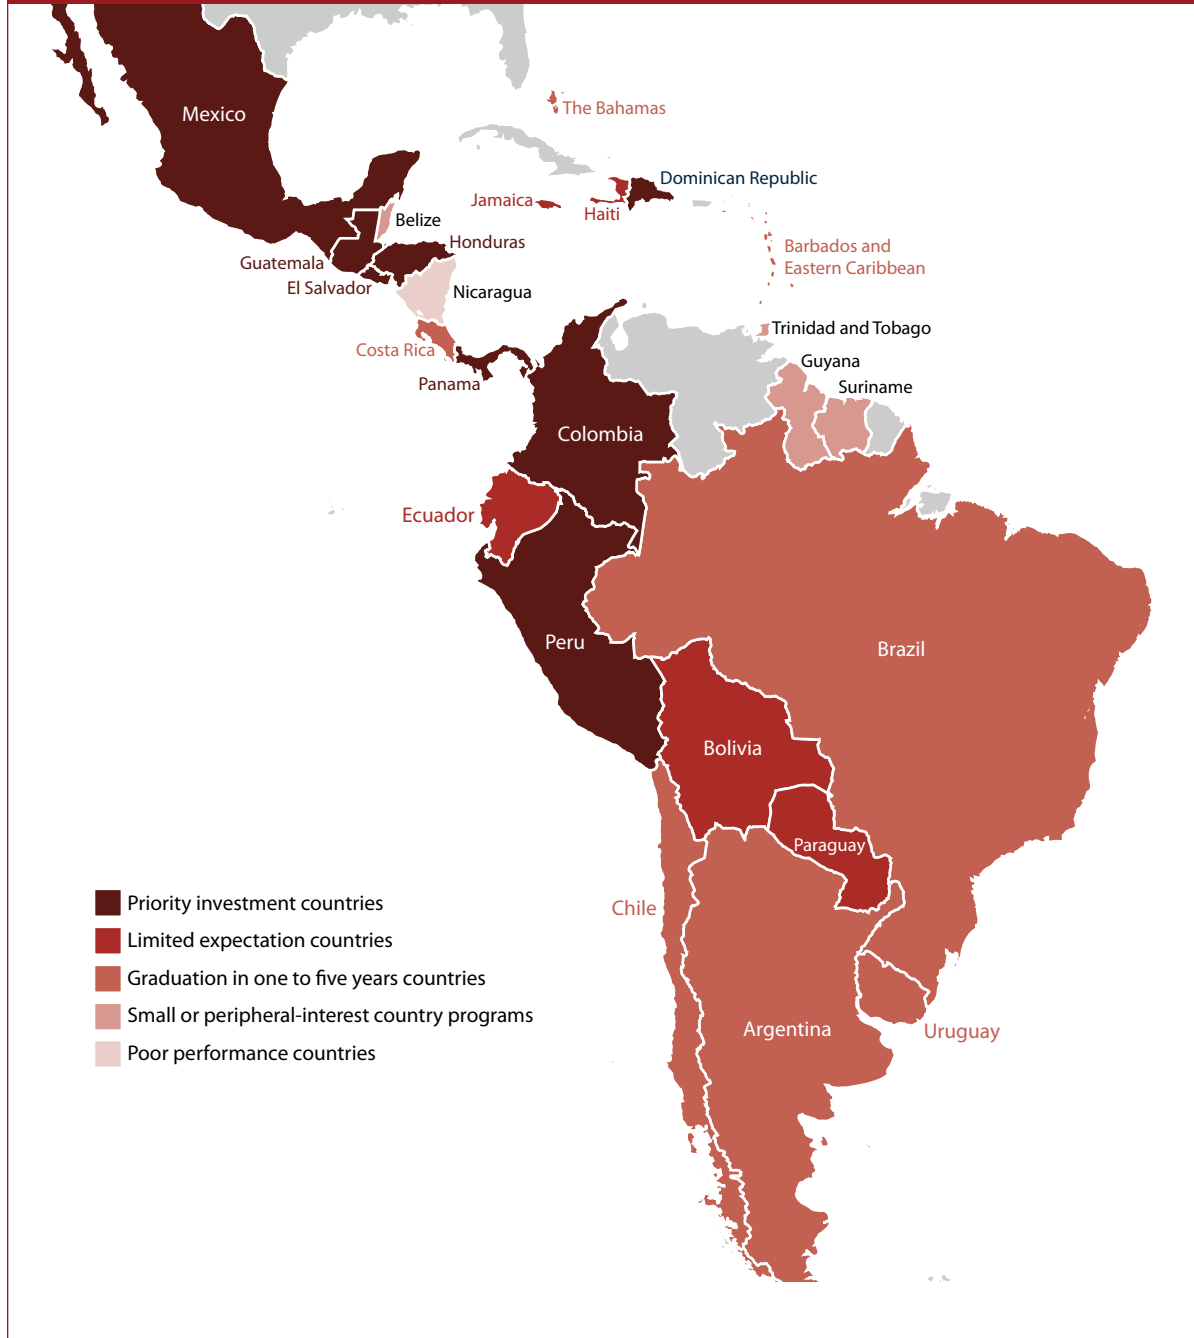 Mexico
The Bahamas
Dominican Republic
Jamaica
Haiti
Belize
Honduras
Barbados and
Eastern Caribbean
Guatemala
El Salvador
Nicaragua
Trinidad and Tobago
Costa Rica
Guyana
Panama
Suriname
Colombia
Ecuador
Peru
Brazil
Bolivia
Paraguay
Chile
Argentina
Uruguay
Priority investment countries
Limited expectation countries
Graduation in one to five years countries
Small or peripheral-interest country programs
Poor performance countries